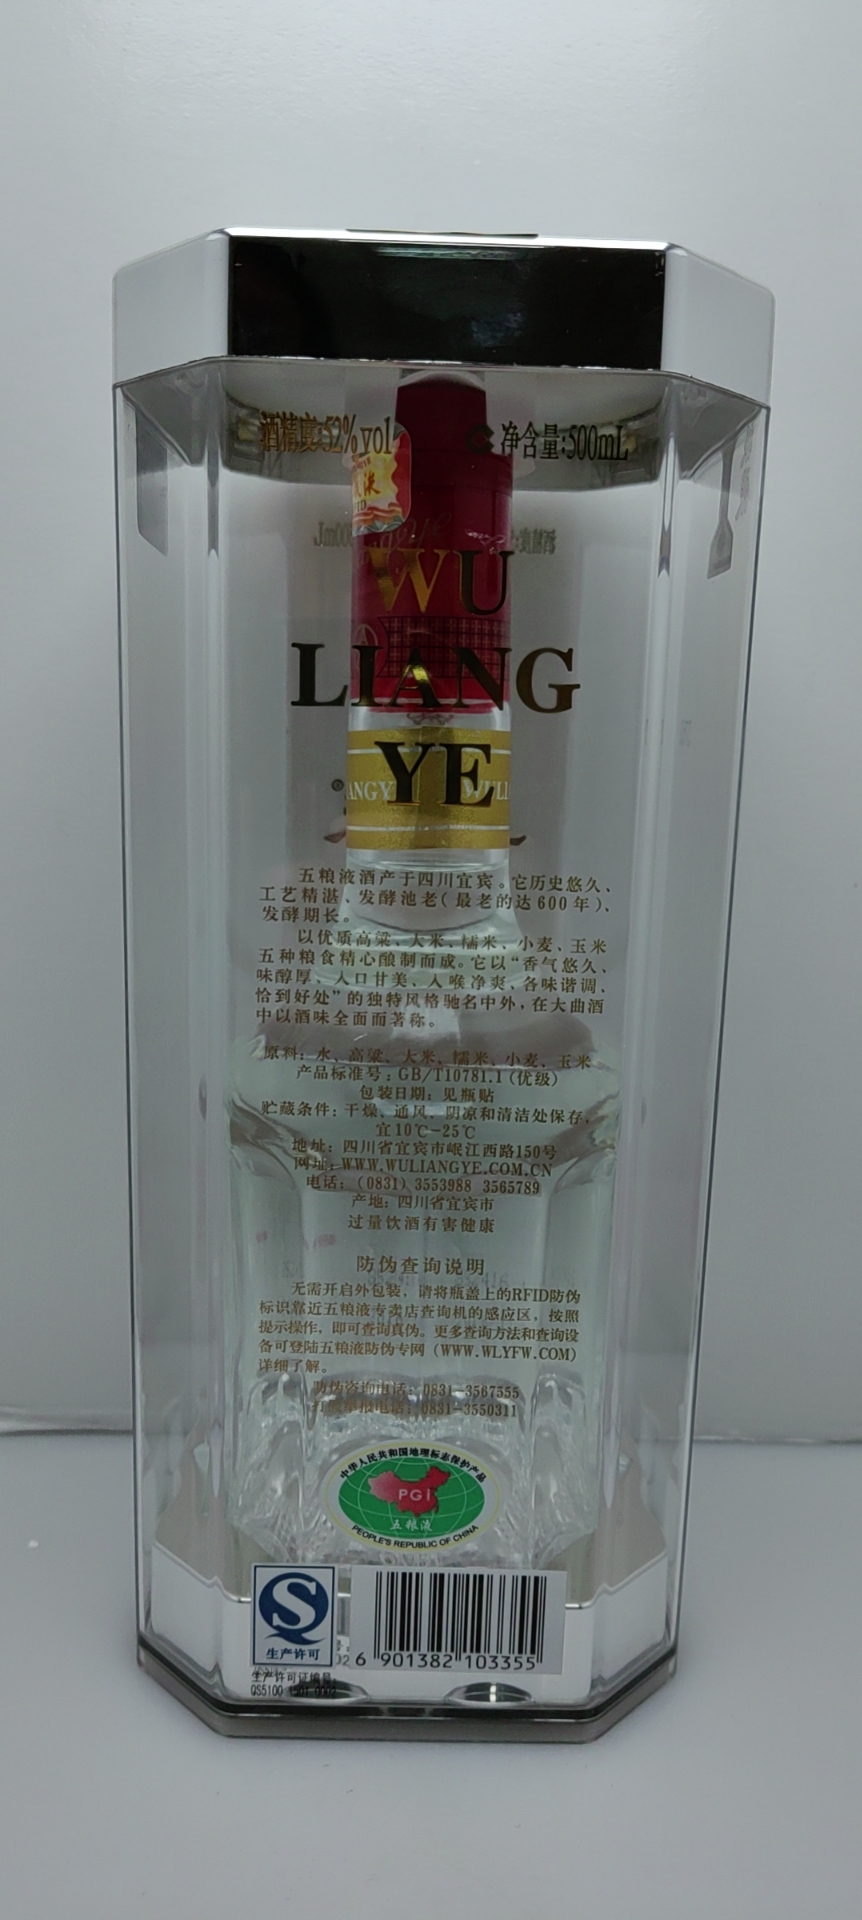 酒精度:52%vol
净含量:500mL
WU
LIANG
YE
ANGY
WULI
五粮液酒产于四川宜宾。它历史悠久、
工艺精湛、发酵池老(最老的达600年)、
发酵期长。
以优质高粱、大米、糯米、小麦、玉米
五种粮食精心酿制而成。它以“香气悠久、
味醇厚、入口甘美、入喉净爽、各味谐调、
恰到好处”的独特风格驰名中外,在大曲酒
中以酒味全面而著称。
原料:水、高粱、大米、糯米、小麦、玉米
产品标准号:GB/T10781.1(优级)
包装日期:见瓶贴
贮藏条件:干燥、通风、阴凉和清洁处保存,
宜10℃-25℃
地址:四川省宜宾市岷江西路150号
网址:WWW.WULIANGYE.COM.CN
电话:(0831)3553988 3565789
产地:四川省宜宾市
过量饮酒有害健康
防伪查询说明
无需开启外包装,请将瓶盖上的RFID防伪
标识靠近五粮液专卖店查询机的感应区,按照
提示操作,即可查询真伪。更多查询方法和查询设
备可登陆五粮液防伪专网(WWW.WLYFW.COM)
详细了解。
防伪咨询电话:0831-3567555
打假举报电话:0831-3550311
中华人民共和国地理标志保护产品
PGI
五粮液
PEOPLE'S REPUBLIC OF CHINA
生产许可
6 901382 103355
生产许可证编号:
QS5100